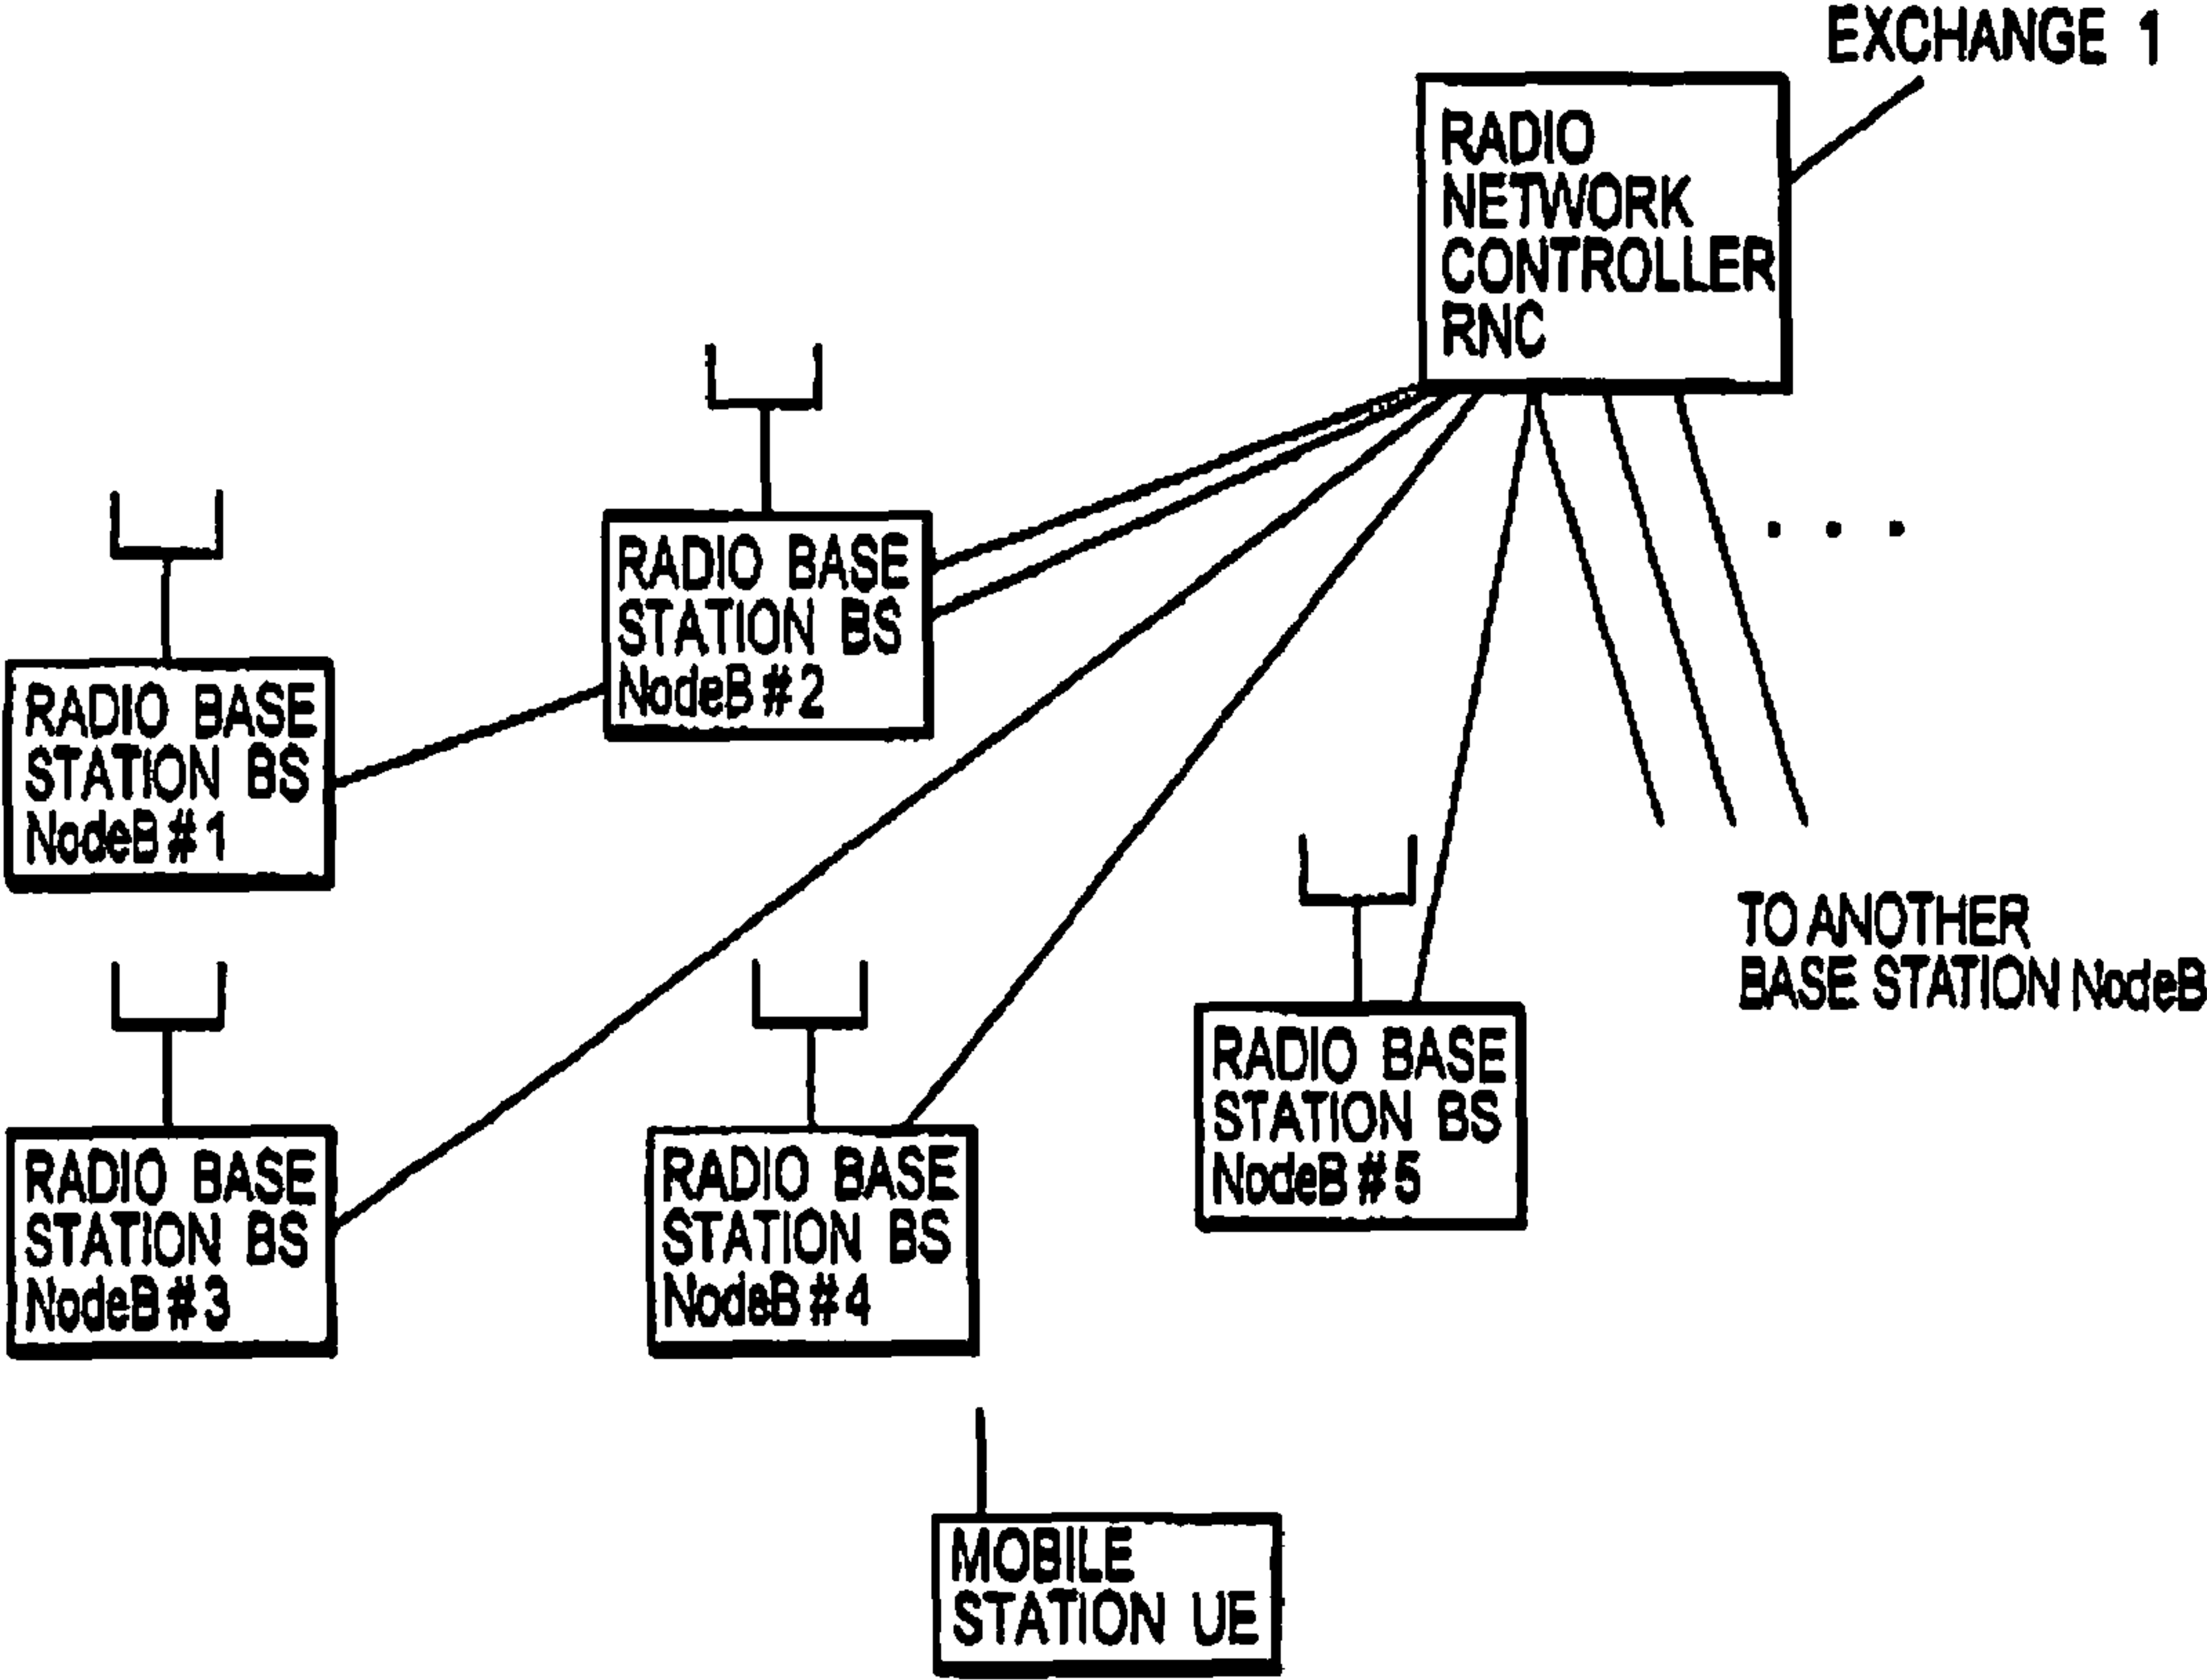 EXCHANGE 1
RADIO
NETWORK
CONTROLLER
RNC
RADIO BASE
STATION BS
NodeB#2
RADIO BASE
STATION BS
NodeB#1
TO ANOTHER
BASE STATION NodeB
RADIO BASE
STATION BS
NodeB#5
RADIO BASE
STATION BS
NodeB#3
RADIO BASE
STATION BS
NodeB#4
MOBILE
STATION UE